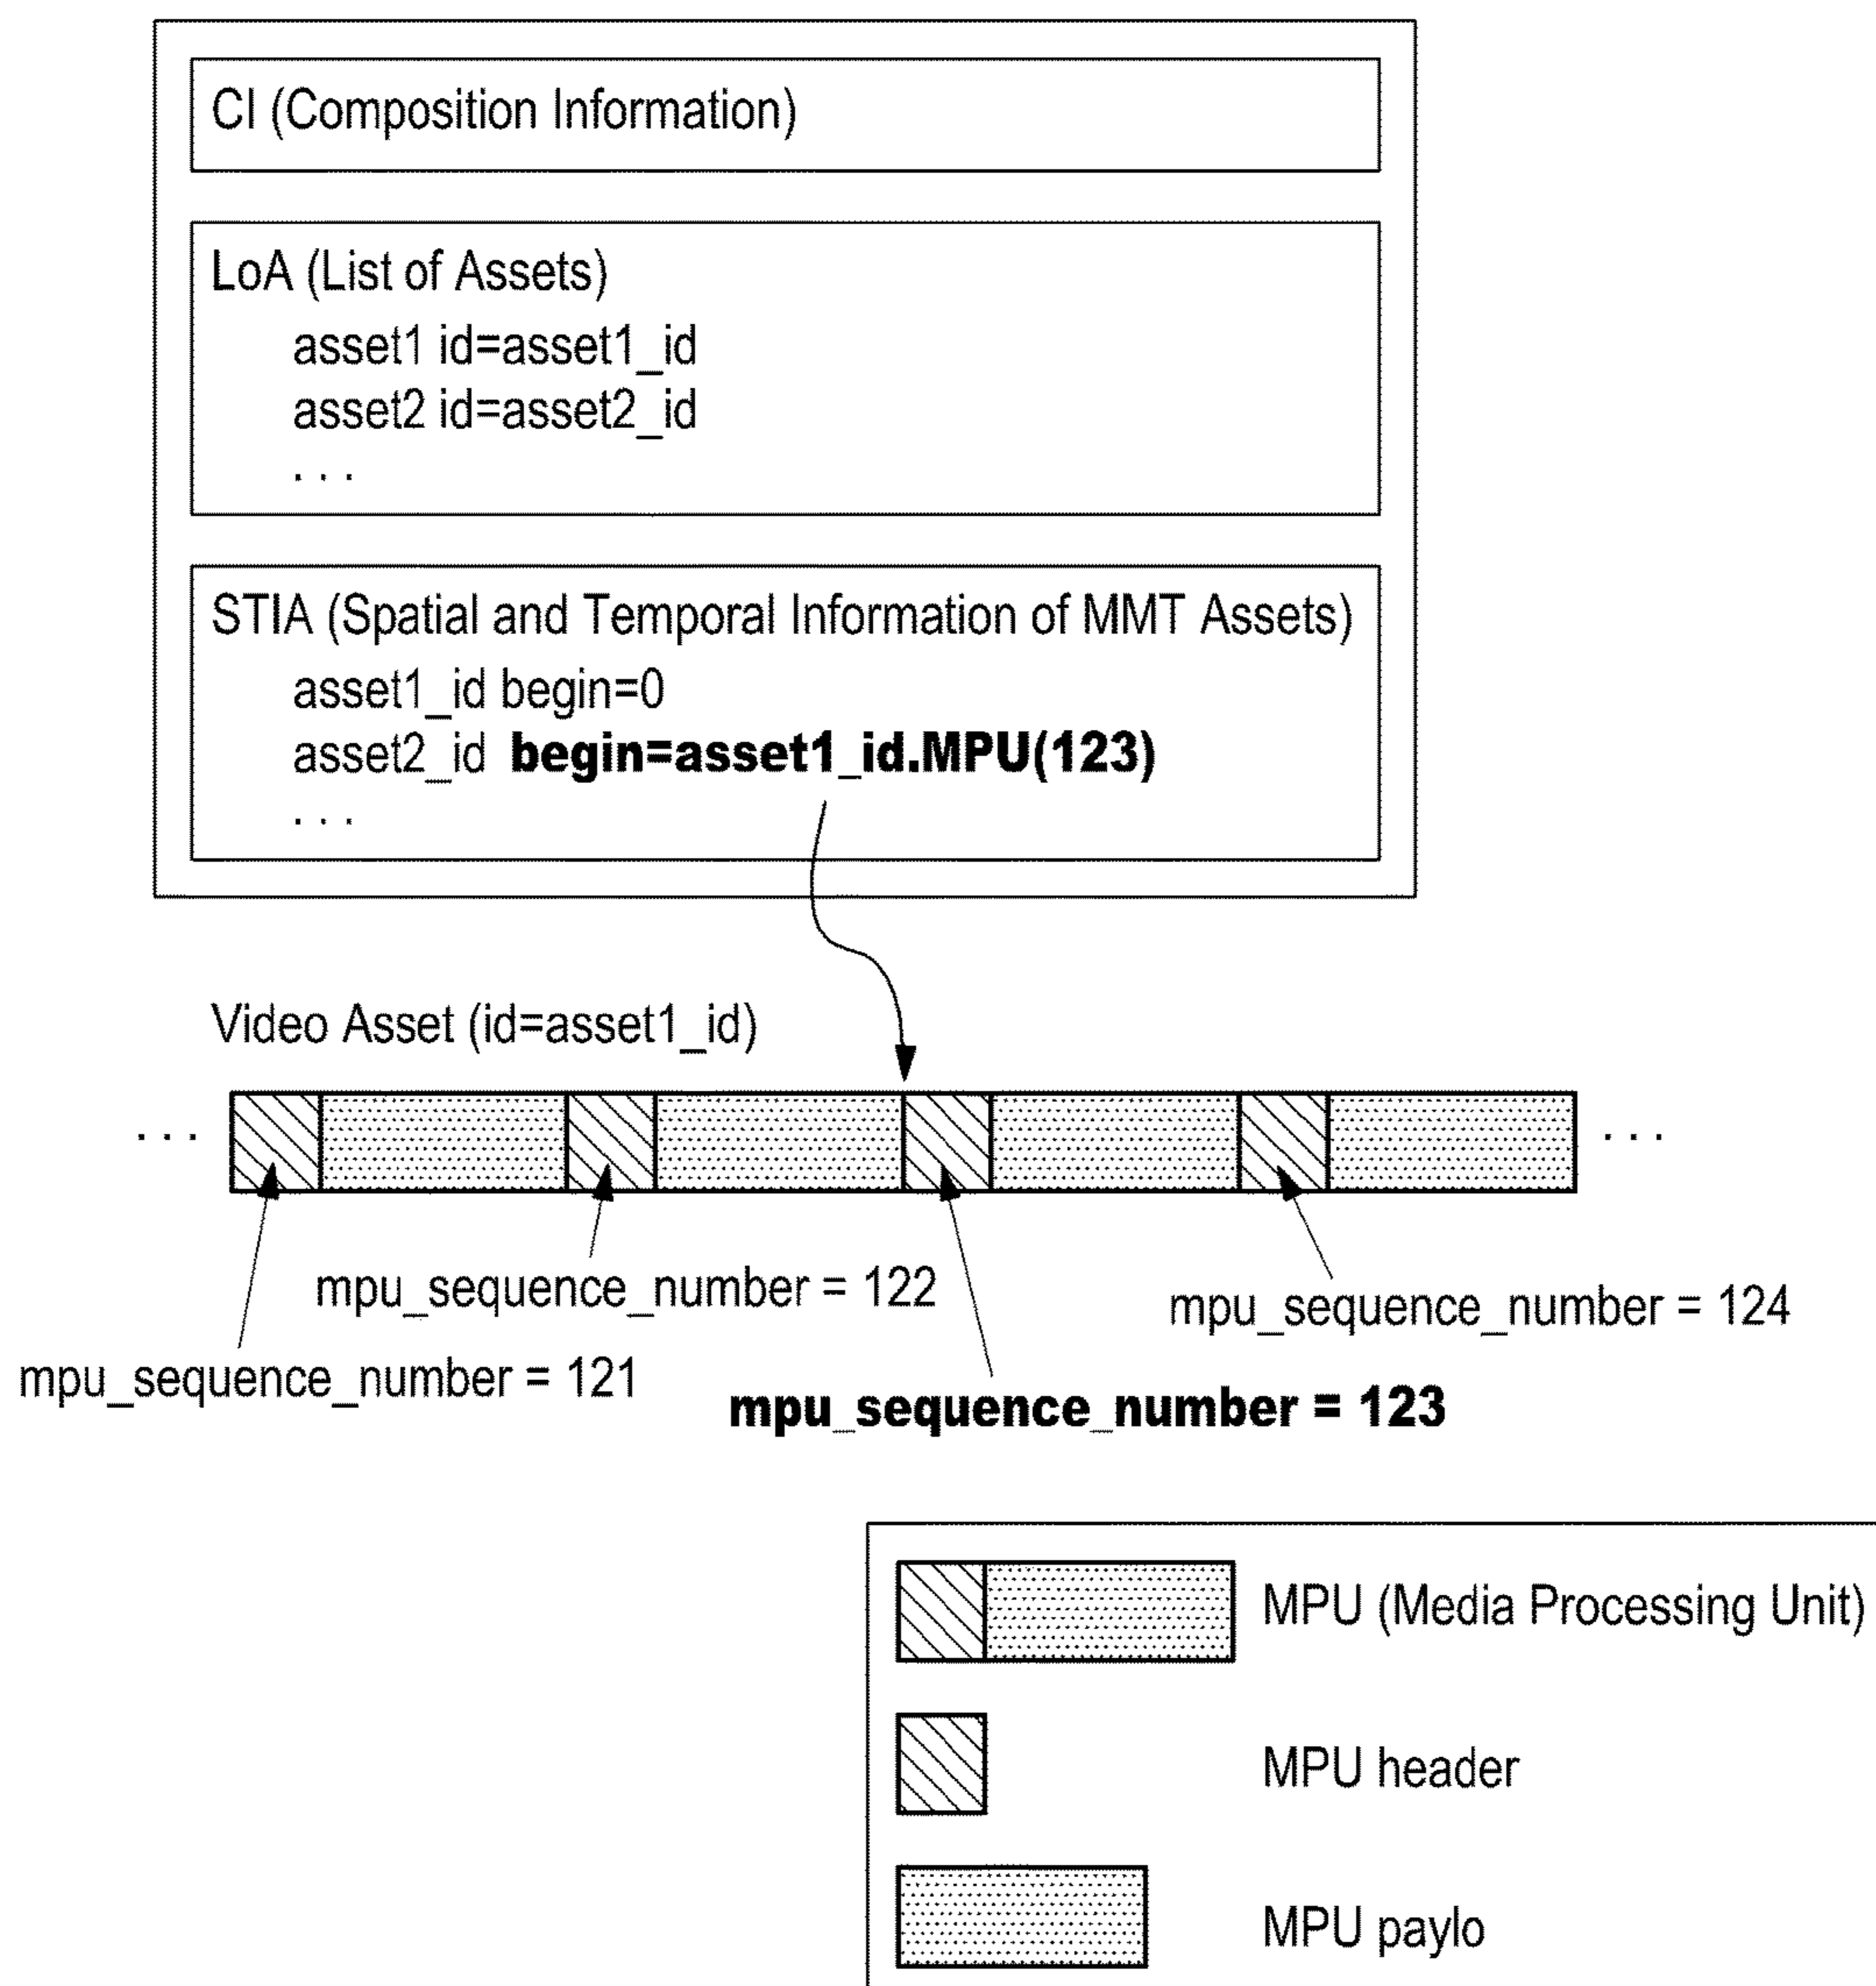 CI (Composition Information)
LoA (List of Assets)
asset1 id=asset1_id
asset2 id=asset2_id
. . .
STIA (Spatial and Temporal Information of MMT Assets)
asset1_id begin=0
asset2_id begin=asset1_id.MPU(123)
. . .
Video Asset (id=asset1_id)
. . . . . .
mpu_sequence_number = 122
mpu_sequence_number = 124
mpu_sequence_number = 121
mpu_sequence_number = 123
MPU (Media Processing Unit)
MPU header
MPU paylo